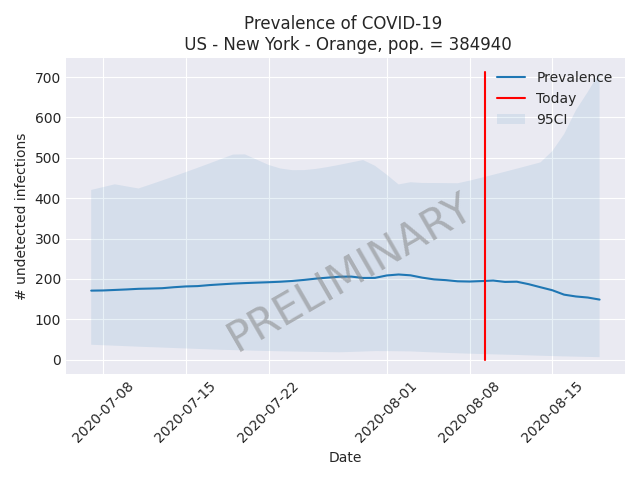 Prevalence of COVID-19
US - New York - Orange, pop. = 384940
# undetected infections
700
600
500
400
300
200
100
0
Prevalence
Today
95CI
PRELIMINARY
2020-07-08
2020-07-15
2020-07-22
2020-08-01
2020-08-08
2020-08-15
Date